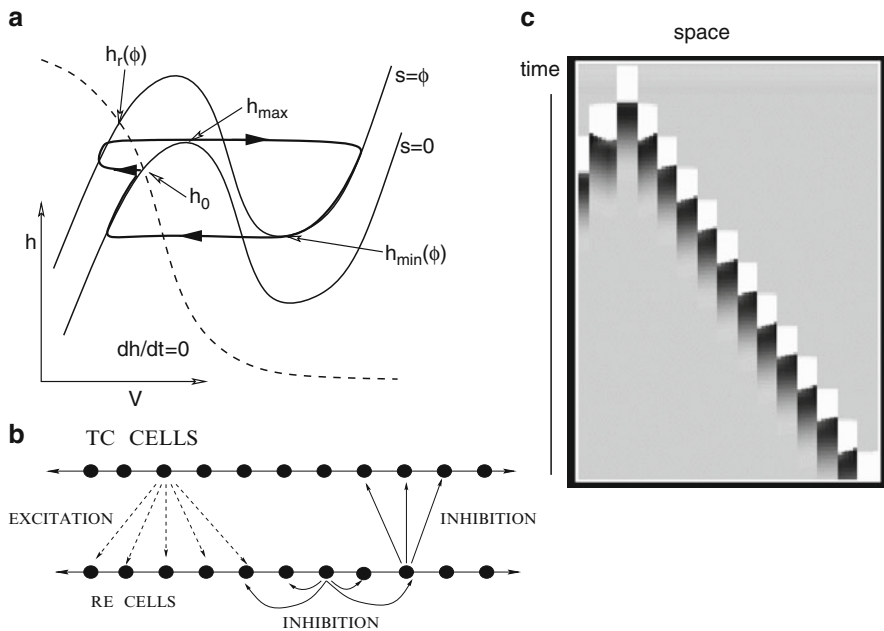 a
h_r(ϕ)
h_max
s=ϕ
s=0
h_0
h
h_min(ϕ)
dh/dt=0
V
b
TC CELLS
EXCITATION
INHIBITION
RE CELLS
INHIBITION
c
space
time